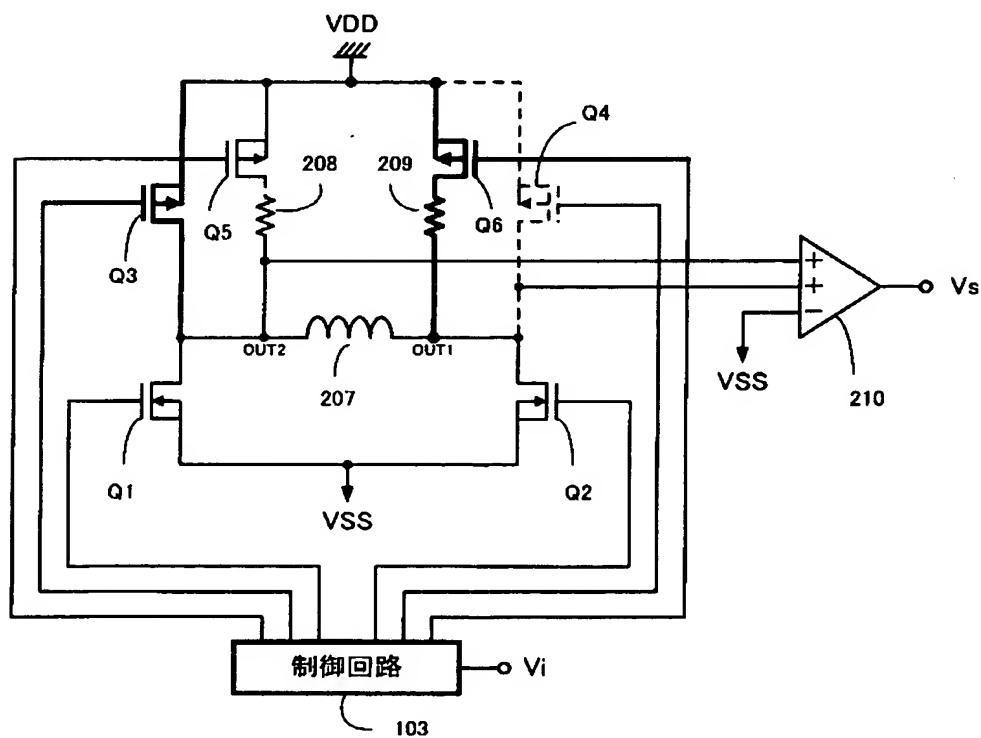 VDD
Q4
208
209
Q5
Q6
Q3
+
+
−
Vs
OUT2
OUT1
VSS
207
210
Q1
Q2
VSS
制御回路
Vi
103